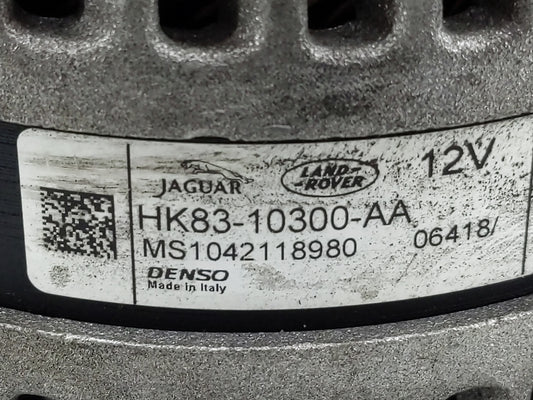 JAGUAR LAND-ROVER 12V
HK83-10300-AA
MS1042118980 06418/
DENSO
Made in Italy